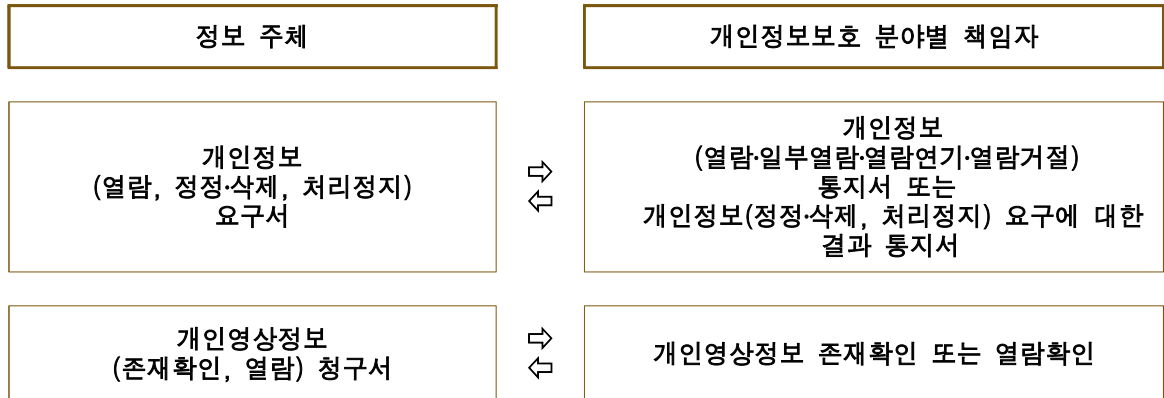 정보 주체
개인정보보호 분야별 책임자
개인정보
(열람, 정정·삭제, 처리정지)
요구서
⇨
⇦
개인정보
(열람·일부열람·열람연기·열람거절)
통지서 또는
개인정보(정정·삭제, 처리정지) 요구에 대한
결과 통지서
개인영상정보
(존재확인, 열람) 청구서
⇨
⇦
개인영상정보 존재확인 또는 열람확인